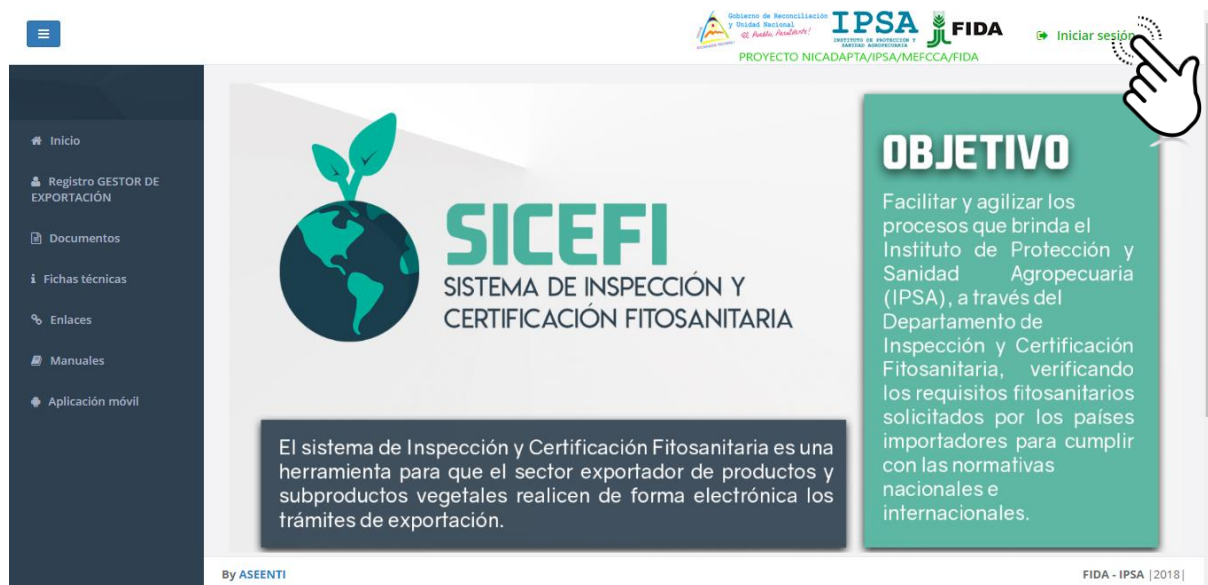 Gobierno de Reconciliación
y Unidad Nacional
El Pueblo, Presidente!
IPSA
INSTITUTO DE PROTECCIÓN Y
SANIDAD AGROPECUARIA
FIDA
PROYECTO NICADAPTA/IPSA/MEFCCA/FIDA
Iniciar sesión
Inicio
Registro GESTOR DE
EXPORTACIÓN
Documentos
Fichas técnicas
Enlaces
Manuales
Aplicación móvil
SICEFI
SISTEMA DE INSPECCIÓN Y
CERTIFICACIÓN FITOSANITARIA
El sistema de Inspección y Certificación Fitosanitaria es una
herramienta para que el sector exportador de productos y
subproductos vegetales realicen de forma electrónica los
trámites de exportación.
OBJETIVO
Facilitar y agilizar los
procesos que brinda el
Instituto de Protección y
Sanidad Agropecuaria
(IPSA), a través del
Departamento de
Inspección y Certificación
Fitosanitaria, verificando
los requisitos fitosanitarios
solicitados por los países
importadores para cumplir
con las normativas
nacionales e
internacionales.
By ASEENTI
FIDA - IPSA |2018|